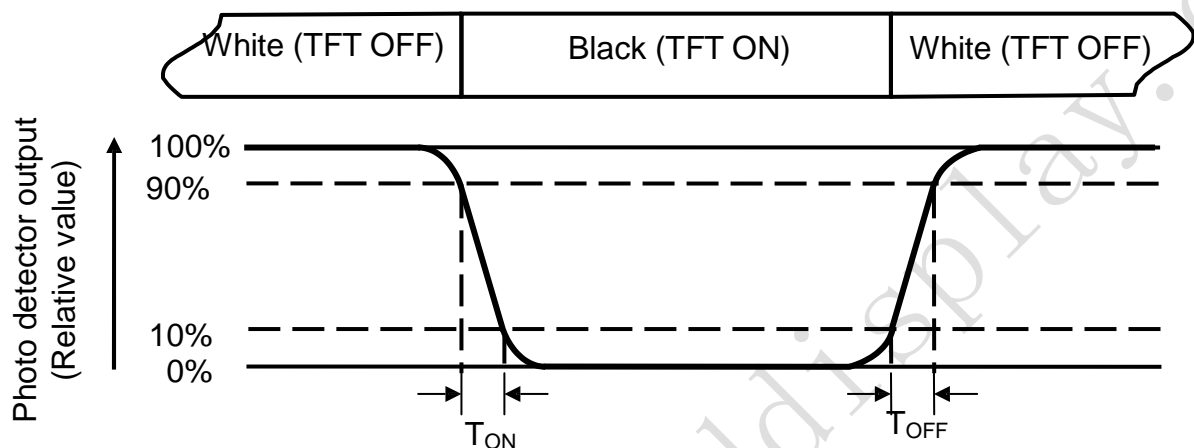 White (TFT OFF) Black (TFT ON) White (TFT OFF)
Photo detector output
(Relative value)
100%
90%
10%
0%
TON
TOFF
display.